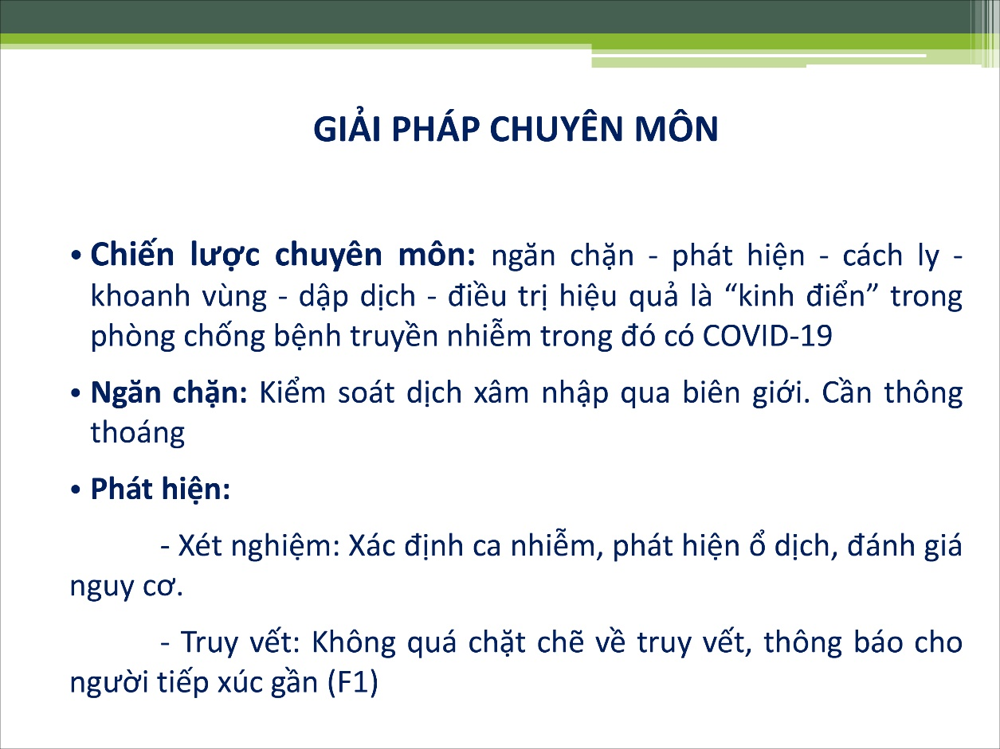 GIẢI PHÁP CHUYÊN MÔN
• Chiến lược chuyên môn: ngăn chặn - phát hiện - cách ly -
khoanh vùng - dập dịch - điều trị hiệu quả là “kinh điển” trong
phòng chống bệnh truyền nhiễm trong đó có COVID-19
• Ngăn chặn: Kiểm soát dịch xâm nhập qua biên giới. Cần thông
thoáng
• Phát hiện:
- Xét nghiệm: Xác định ca nhiễm, phát hiện ổ dịch, đánh giá
nguy cơ.
- Truy vết: Không quá chặt chẽ về truy vết, thông báo cho
người tiếp xúc gần (F1)